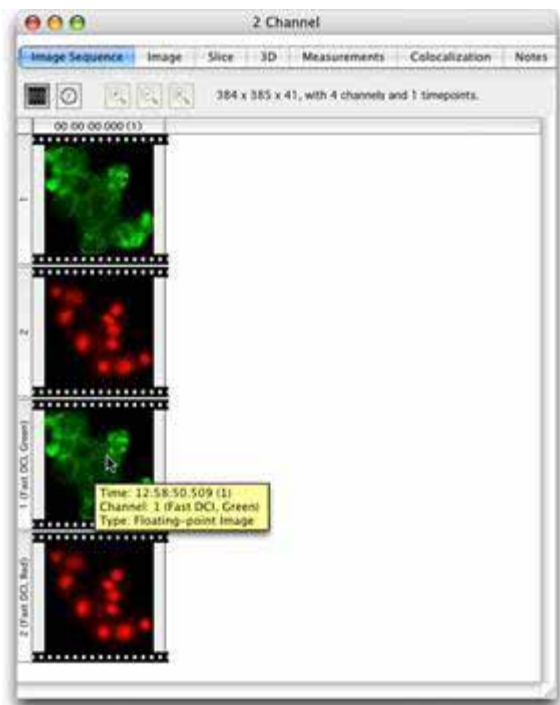 2 Channel
Image Sequence Image Slice 3D Measurements Colocalization Notes
384 x 385 x 41, with 4 channels and 1 timepoints.
00:00:00.000 (1)
1
2
1 (Fast DCI, Green)
Time: 12:58:50.509 (1)
Channel: 1 (Fast DCI, Green)
Type: Floating-point Image
2 (Fast DCI, Red)